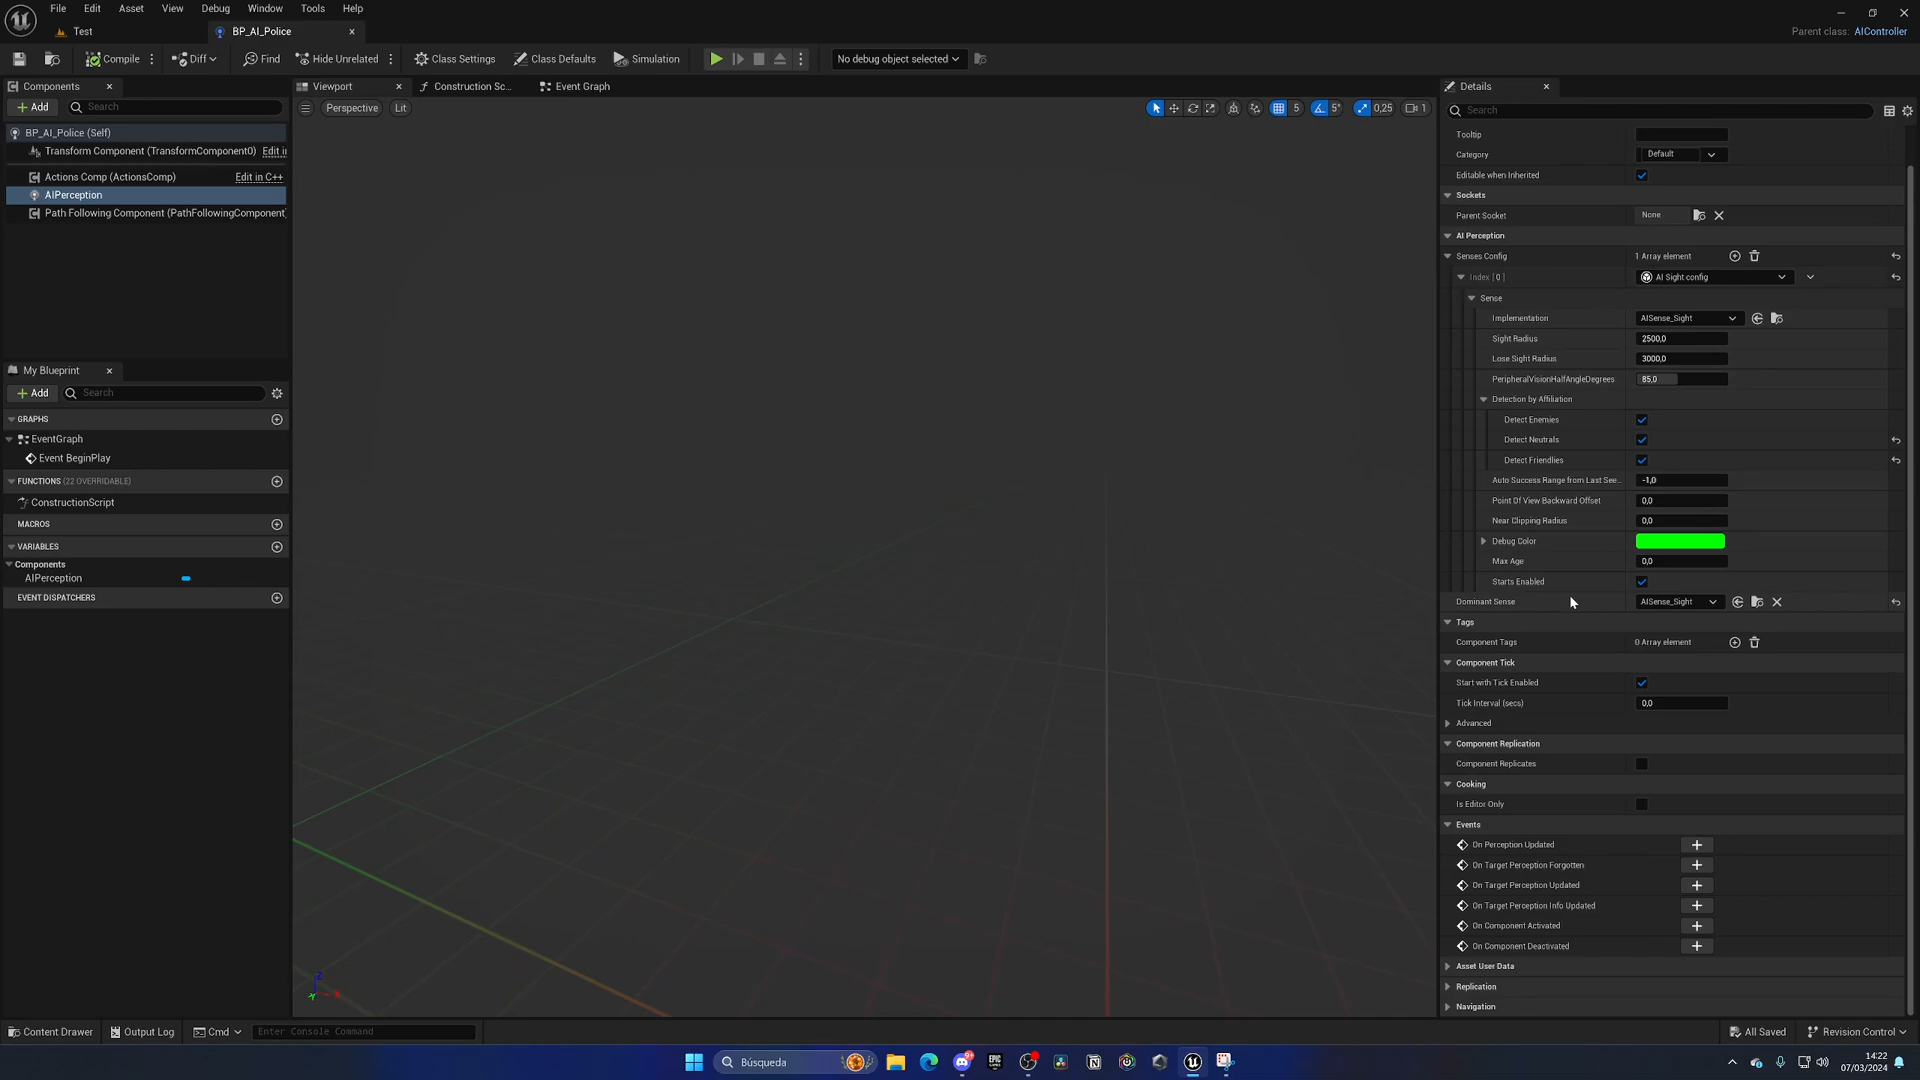 File Edit Asset View Debug Window Tools Help
Test
BP_AI_Police
Parent class: AIController
Compile
Diff
Find
Hide Unrelated
Class Settings
Class Defaults
Simulation
No debug object selected
Components
Viewport
Construction Sc...
Event Graph
Details
Add
Search
Perspective
Lit
5
5°
0,25
1
Search
BP_AI_Police (Self)
Transform Component (TransformComponent0) Edit i
Actions Comp (ActionsComp) Edit in C++
AIPerception
Path Following Component (PathFollowingComponent)
My Blueprint
Add
Search
GRAPHS
EventGraph
Event BeginPlay
FUNCTIONS (22 OVERRIDABLE)
ConstructionScript
MACROS
VARIABLES
Components
AIPerception
EVENT DISPATCHERS
Tooltip
Category Default
Editable when Inherited
Sockets
Parent Socket None
AI Perception
Senses Config 1 Array element
Index [ 0 ] AI Sight config
Sense
Implementation AISense_Sight
Sight Radius 2500,0
Lose Sight Radius 3000,0
PeripheralVisionHalfAngleDegrees 85,0
Detection by Affiliation
Detect Enemies
Detect Neutrals
Detect Friendlies
Auto Success Range from Last See... -1,0
Point Of View Backward Offset 0,0
Near Clipping Radius 0,0
Debug Color
Max Age 0,0
Starts Enabled
Dominant Sense AISense_Sight
Tags
Component Tags 0 Array element
Component Tick
Start with Tick Enabled
Tick Interval (secs) 0,0
Advanced
Component Replication
Component Replicates
Cooking
Is Editor Only
Events
On Perception Updated
On Target Perception Forgotten
On Target Perception Updated
On Target Perception Info Updated
On Component Activated
On Component Deactivated
Asset User Data
Replication
Navigation
Z
Content Drawer
Output Log
Cmd
Enter Console Command
All Saved
Revision Control
Búsqueda
9+
EPIC
14:22
07/03/2024